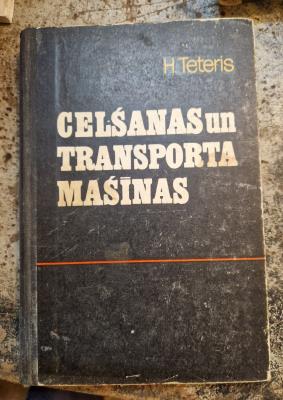 H. Teteris
CELŠANAS un
TRANSPORTA
MAŠĪNAS